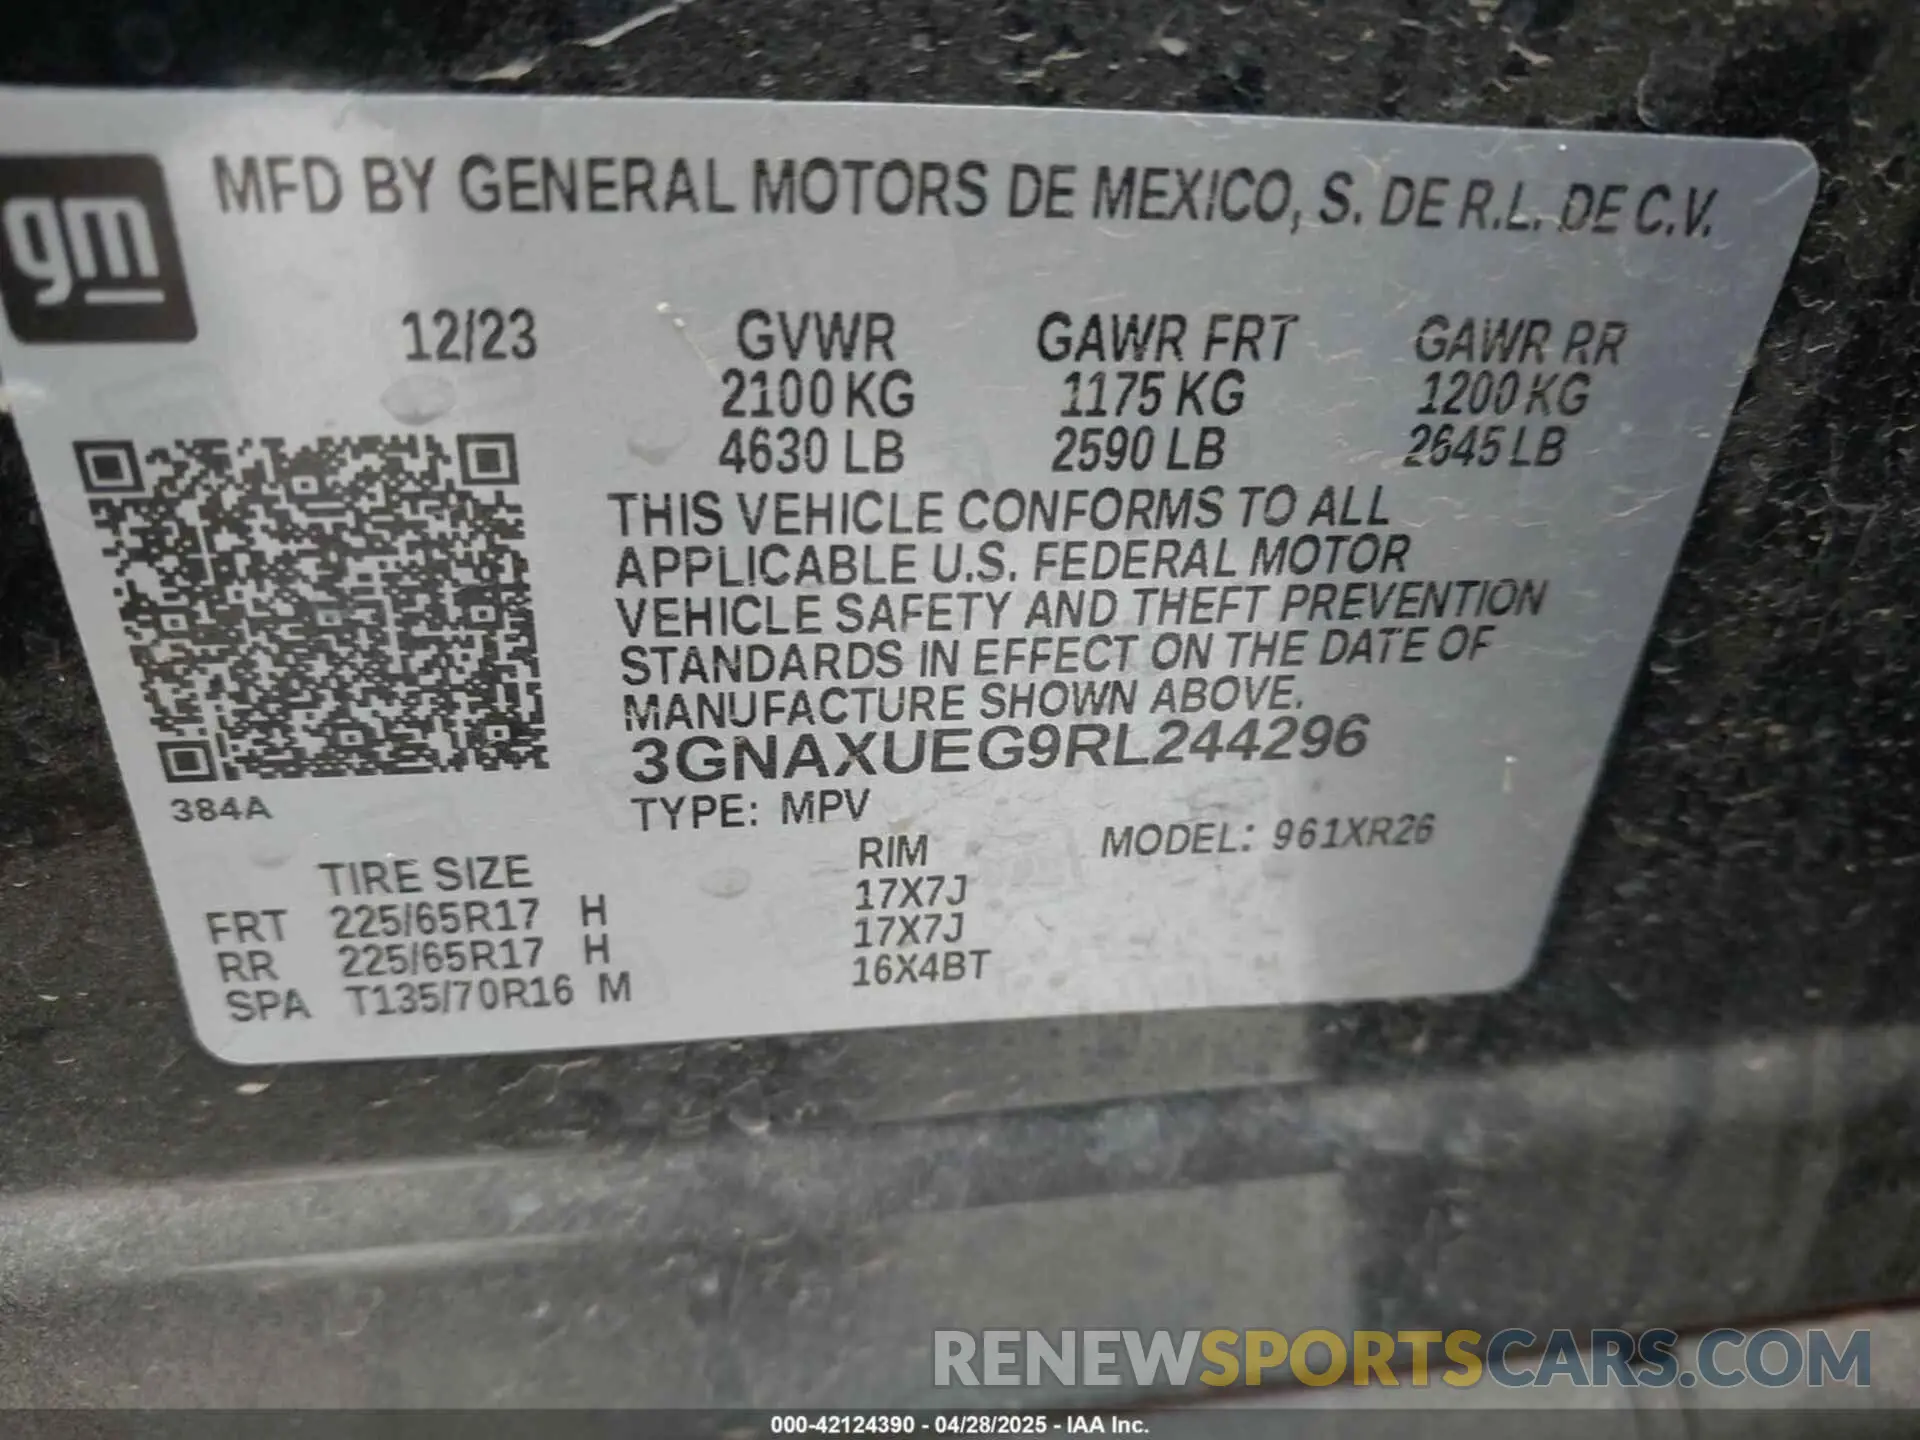 gm
MFD BY GENERAL MOTORS DE MEXICO, S. DE R.L. DE C.V.
12/23 GVWR GAWR FRT GAWR RR
2100 KG 1175 KG 1200 KG
4630 LB 2590 LB 2645 LB
THIS VEHICLE CONFORMS TO ALL
APPLICABLE U.S. FEDERAL MOTOR
VEHICLE SAFETY AND THEFT PREVENTION
STANDARDS IN EFFECT ON THE DATE OF
MANUFACTURE SHOWN ABOVE.
3GNAXUEG9RL244296
384A
TYPE: MPV
MODEL: 961XR26
TIRE SIZE RIM
FRT 225/65R17 H 17X7J
RR 225/65R17 H 17X7J
SPA T135/70R16 M 16X4BT
RENEWSPORTSCARS.COM
000-42124390 - 04/28/2025 - IAA Inc.